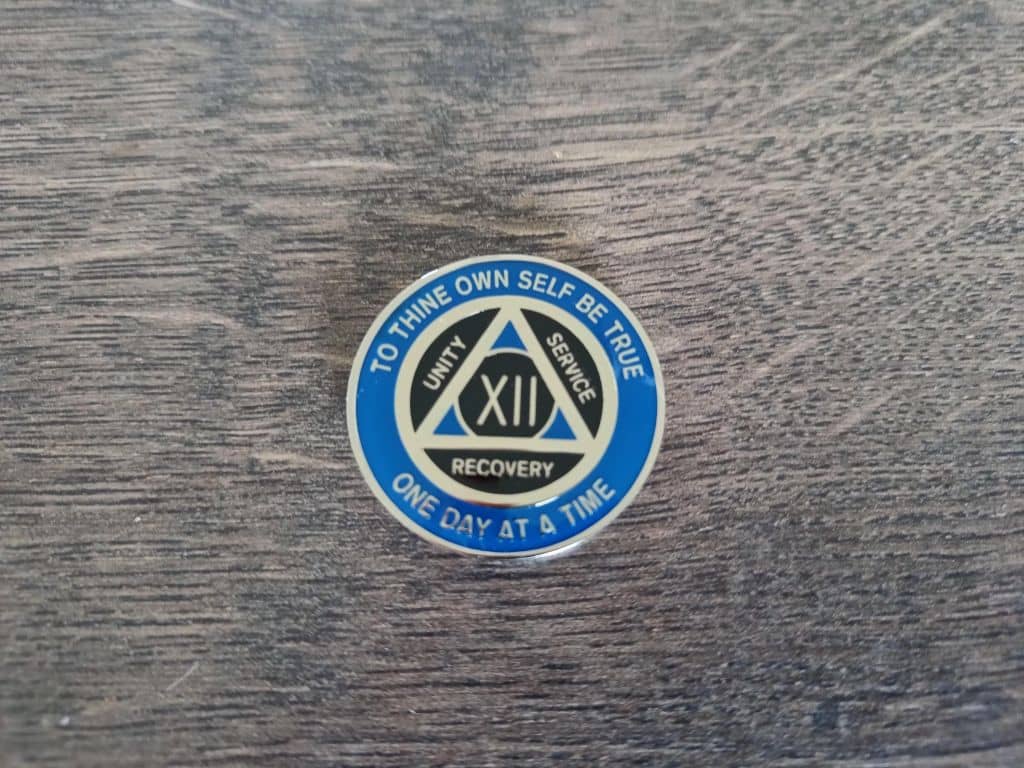 TO THINE OWN SELF BE TRUE
UNITY
SERVICE
XII
RECOVERY
ONE DAY AT A TIME